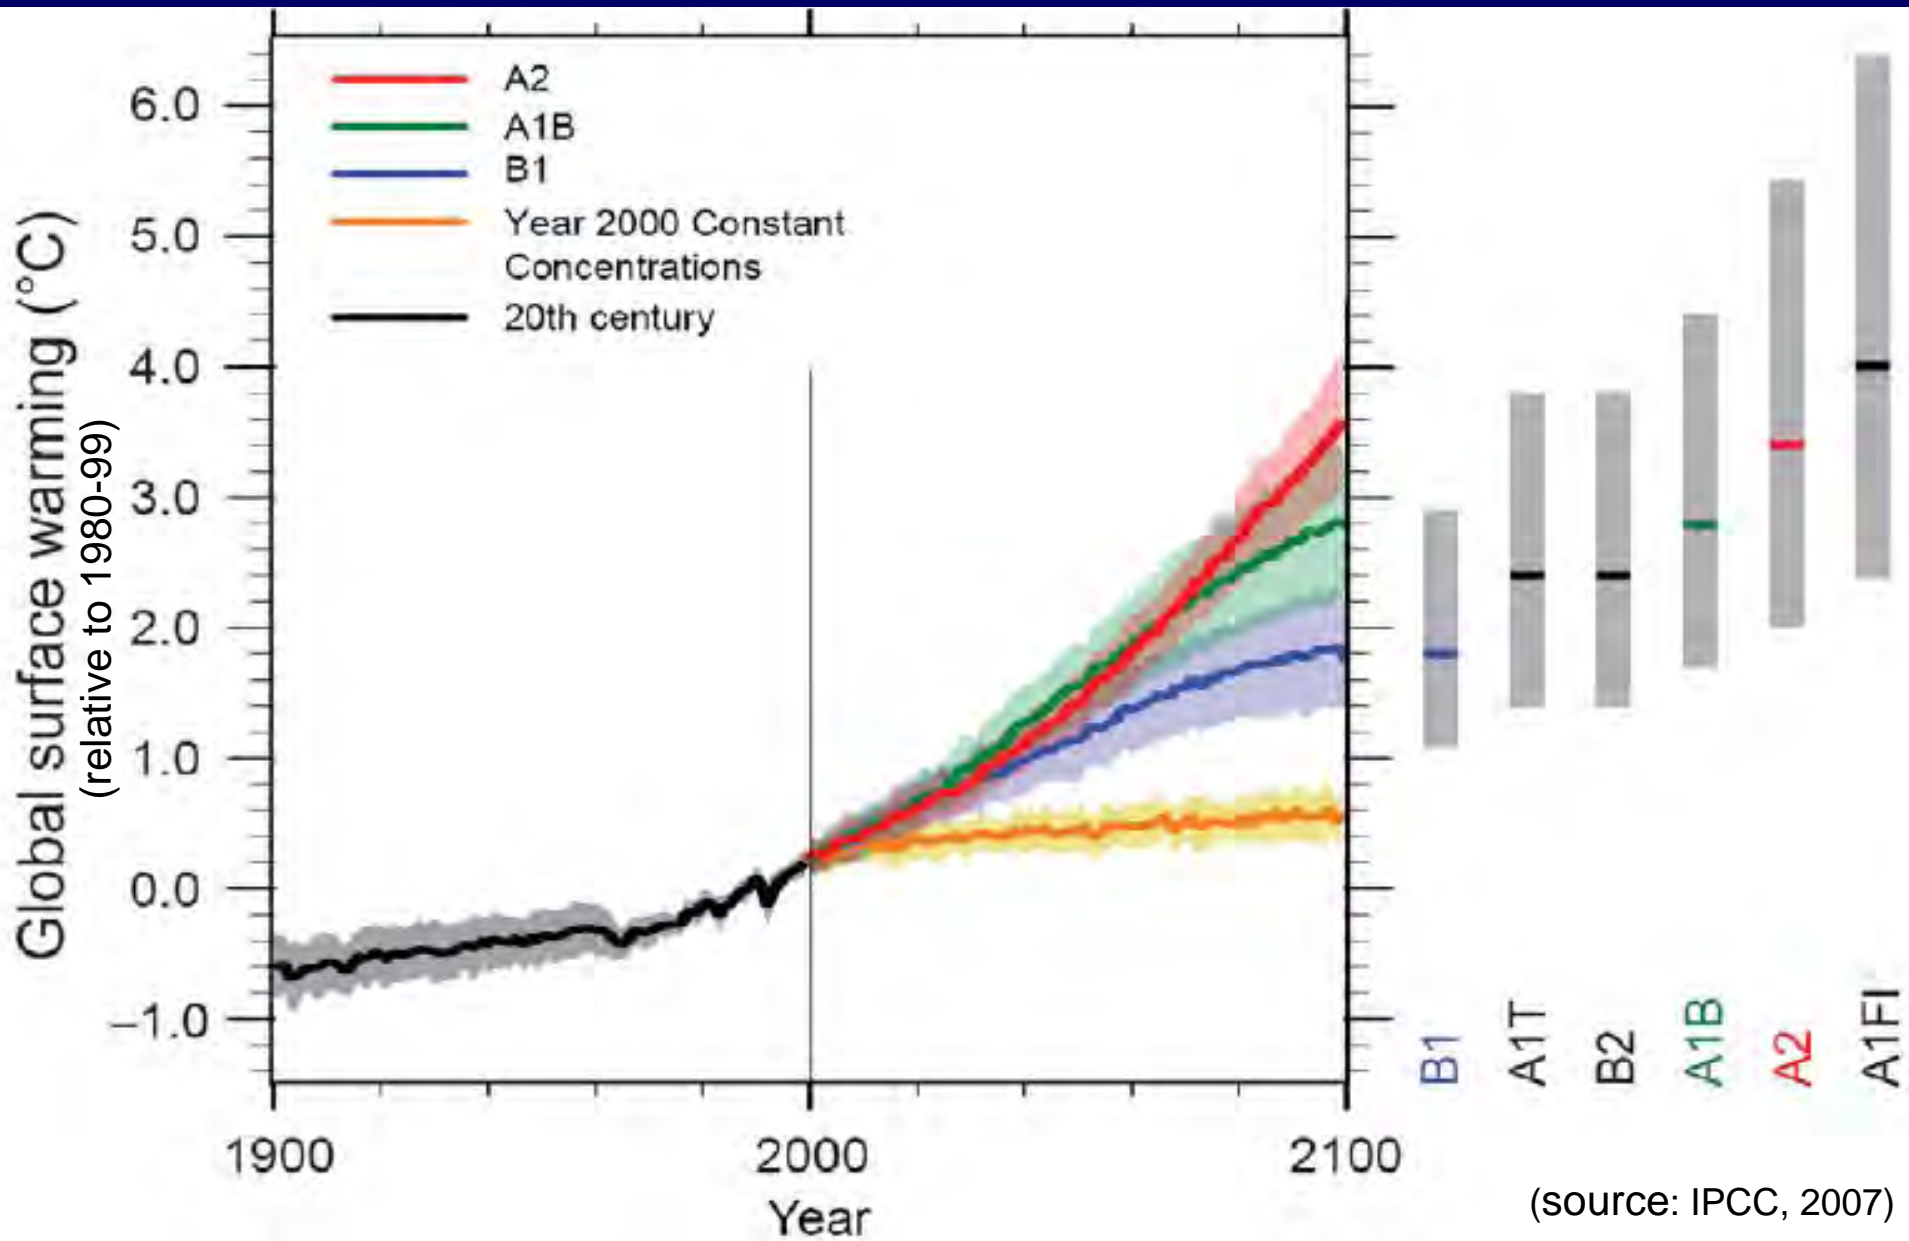 Global surface warming (°C)
(relative to 1980-99)
6.0
5.0
4.0
3.0
2.0
1.0
0.0
–1.0
A2
A1B
B1
Year 2000 Constant
Concentrations
20th century
1900
2000
2100
Year
B1
A1T
B2
A1B
A2
A1FI
(source: IPCC, 2007)